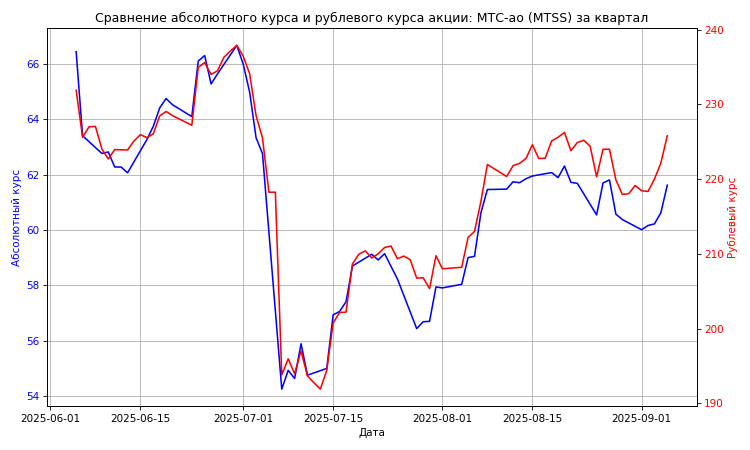 Сравнение абсолютного курса и рублевого курса акции: МТС-ао (MTSS) за квартал
240
66
230
64
62
220
Абсолютный курс
Рублевый курс
60
210
58
200
56
54
190
2025-06-01 2025-06-15 2025-07-01 2025-07-15 2025-08-01 2025-08-15 2025-09-01
Дата